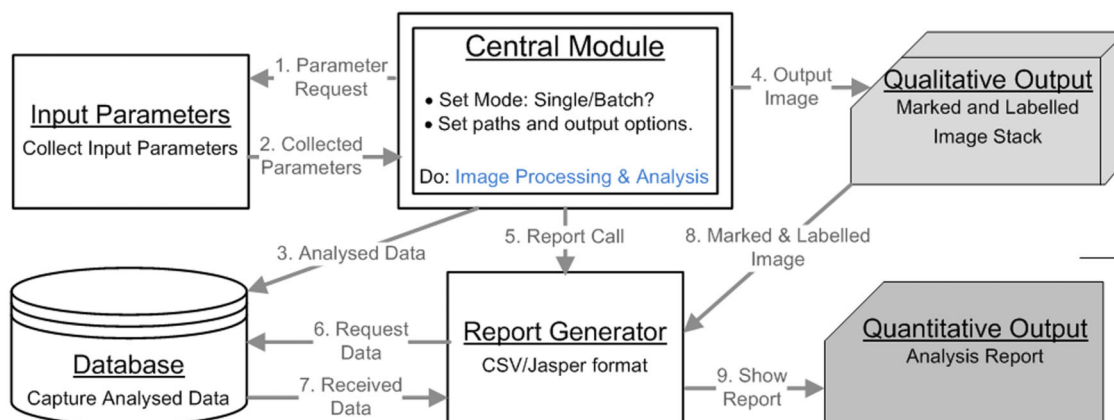 Central Module
• Set Mode: Single/Batch?
• Set paths and output options.
Do: Image Processing & Analysis
1. Parameter
Request
Input Parameters
Collect Input Parameters
2. Collected
Parameters
4. Output
Image
Qualitative Output
Marked and Labelled
Image Stack
3. Analysed Data
5. Report Call
8. Marked & Labelled
Image
Database
Capture Analysed Data
6. Request
Data
7. Received
Data
Report Generator
CSV/Jasper format
9. Show
Report
Quantitative Output
Analysis Report